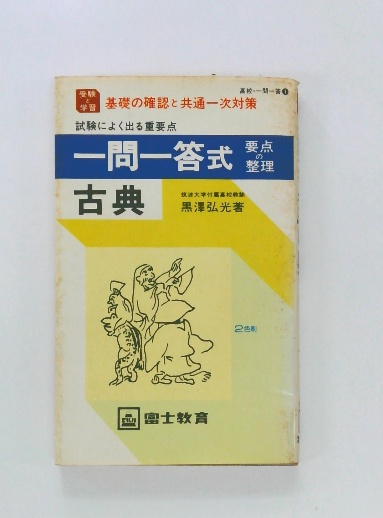 高校・一問一答①
受験と学習
基礎の確認と共通一次対策
試験によく出る重要点
一問一答式 要点の整理
古典
筑波大学付属高校教諭
黒澤弘光著
2色刷
富士教育